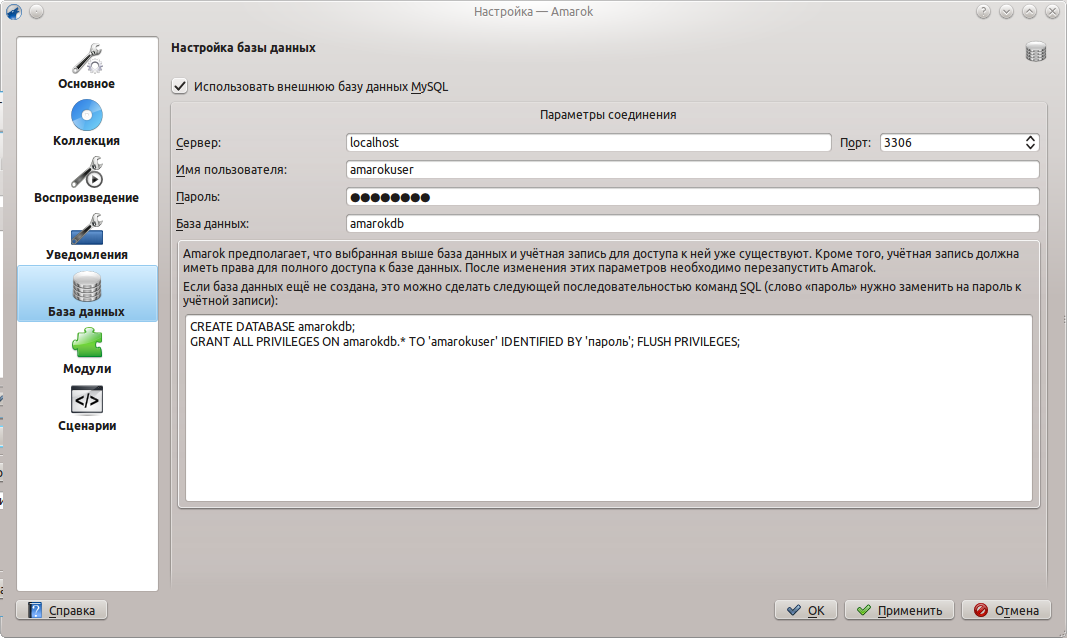 Настройка — Amarok
Основное
Коллекция
Воспроизведение
Уведомления
База данных
Модули
Сценарии
Настройка базы данных
Использовать внешнюю базу данных MySQL
Параметры соединения
Сервер: localhost Порт: 3306
Имя пользователя: amarokuser
Пароль: ●●●●●●●●
База данных: amarokdb
Amarok предполагает, что выбранная выше база данных и учётная запись для доступа к ней уже существуют. Кроме того, учётная запись должна
иметь права для полного доступа к базе данных. После изменения этих параметров необходимо перезапустить Amarok.
Если база данных ещё не создана, это можно сделать следующей последовательностью команд SQL (слово «пароль» нужно заменить на пароль к
учётной записи):
CREATE DATABASE amarokdb;
GRANT ALL PRIVILEGES ON amarokdb.* TO 'amarokuser' IDENTIFIED BY 'пароль'; FLUSH PRIVILEGES;
Справка
OK
Применить
Отмена